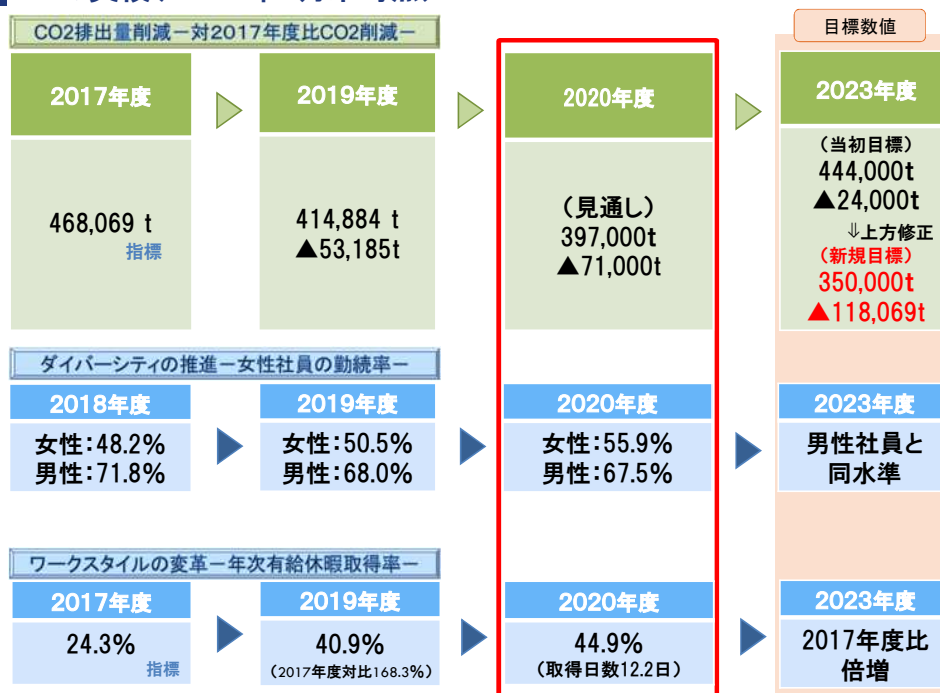 CO2排出量削減－対2017年度比CO2削減－
目標数値
2017年度
2019年度
2020年度
2023年度
468,069 t
指標
414,884 t
▲53,185t
（見通し）
397,000t
▲71,000t
（当初目標）
444,000t
▲24,000t
⇓上方修正
（新規目標）
350,000t
▲118,069t
ダイバーシティの推進－女性社員の勤続率－
2018年度
2019年度
2020年度
2023年度
女性：48.2%
男性：71.8%
女性：50.5%
男性：68.0%
女性：55.9%
男性：67.5%
男性社員と
同水準
ワークスタイルの変革－年次有給休暇取得率－
2017年度
2019年度
2020年度
2023年度
24.3%
指標
40.9%
（2017年度対比168.3%）
44.9%
（取得日数12.2日）
2017年度比
倍増